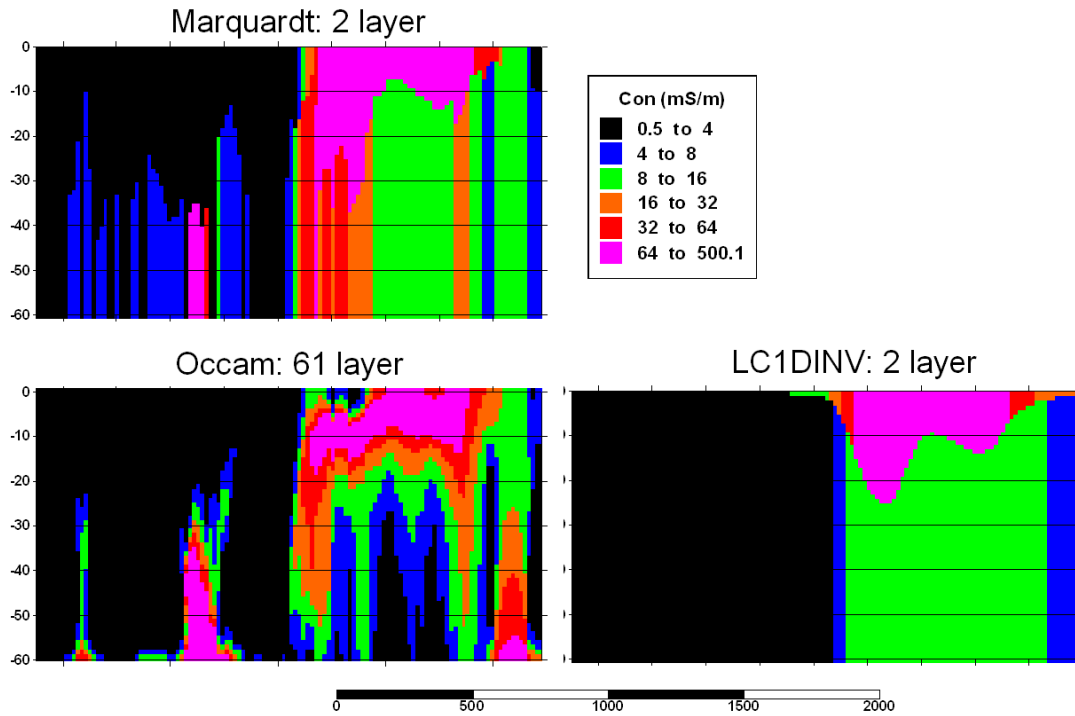 Marquardt: 2 layer
0
-10
-20
-30
-40
-50
-60
Con (mS/m)
0.5 to 4
4 to 8
8 to 16
16 to 32
32 to 64
64 to 500.1
Occam: 61 layer
0
-10
-20
-30
-40
-50
-60
LC1DINV: 2 layer
0 500 1000 1500 2000